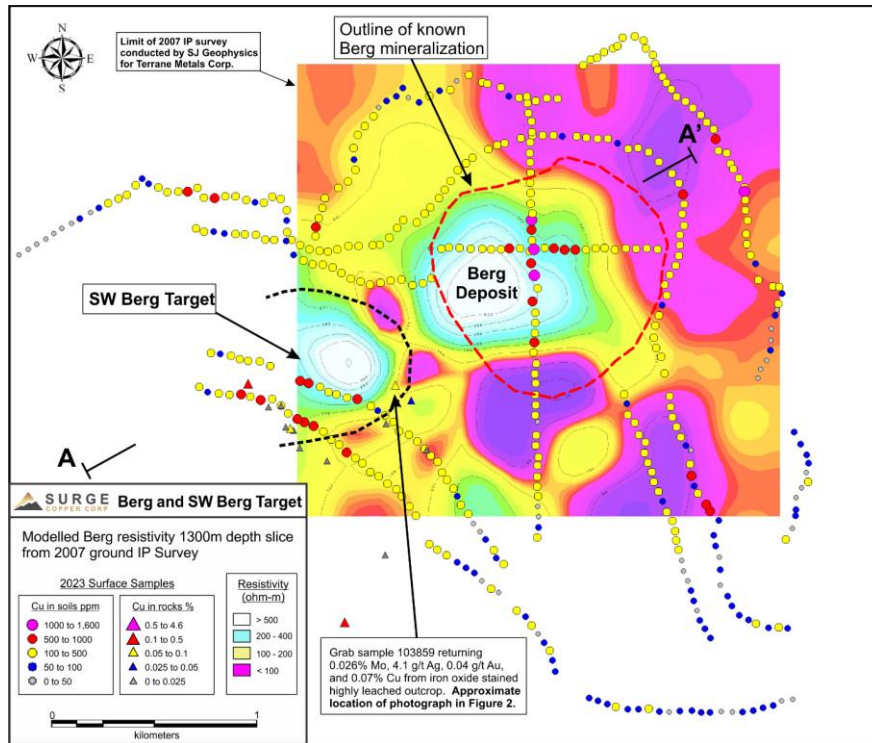 N
W
E
S
Limit of 2007 IP survey
conducted by SJ Geophysics
for Terrane Metals Corp.
Outline of known
Berg mineralization
A'
SW Berg Target
Berg
Deposit
A
SURGE
COPPER CORP
Berg and SW Berg Target
Modelled Berg resistivity 1300m depth slice
from 2007 ground IP Survey
2023 Surface Samples
Cu in soils ppm
1000 to 1,600
500 to 1000
100 to 500
50 to 100
0 to 50
Cu in rocks %
0.5 to 4.6
0.1 to 0.5
0.05 to 0.1
0.025 to 0.05
0 to 0.025
Resistivity
(ohm-m)
> 500
200 - 400
100 - 200
< 100
0
1
kilometers
Grab sample 103859 returning
0.026% Mo, 4.1 g/t Ag, 0.04 g/t Au,
and 0.07% Cu from iron oxide stained
highly leached outcrop. Approximate
location of photograph in Figure 2.